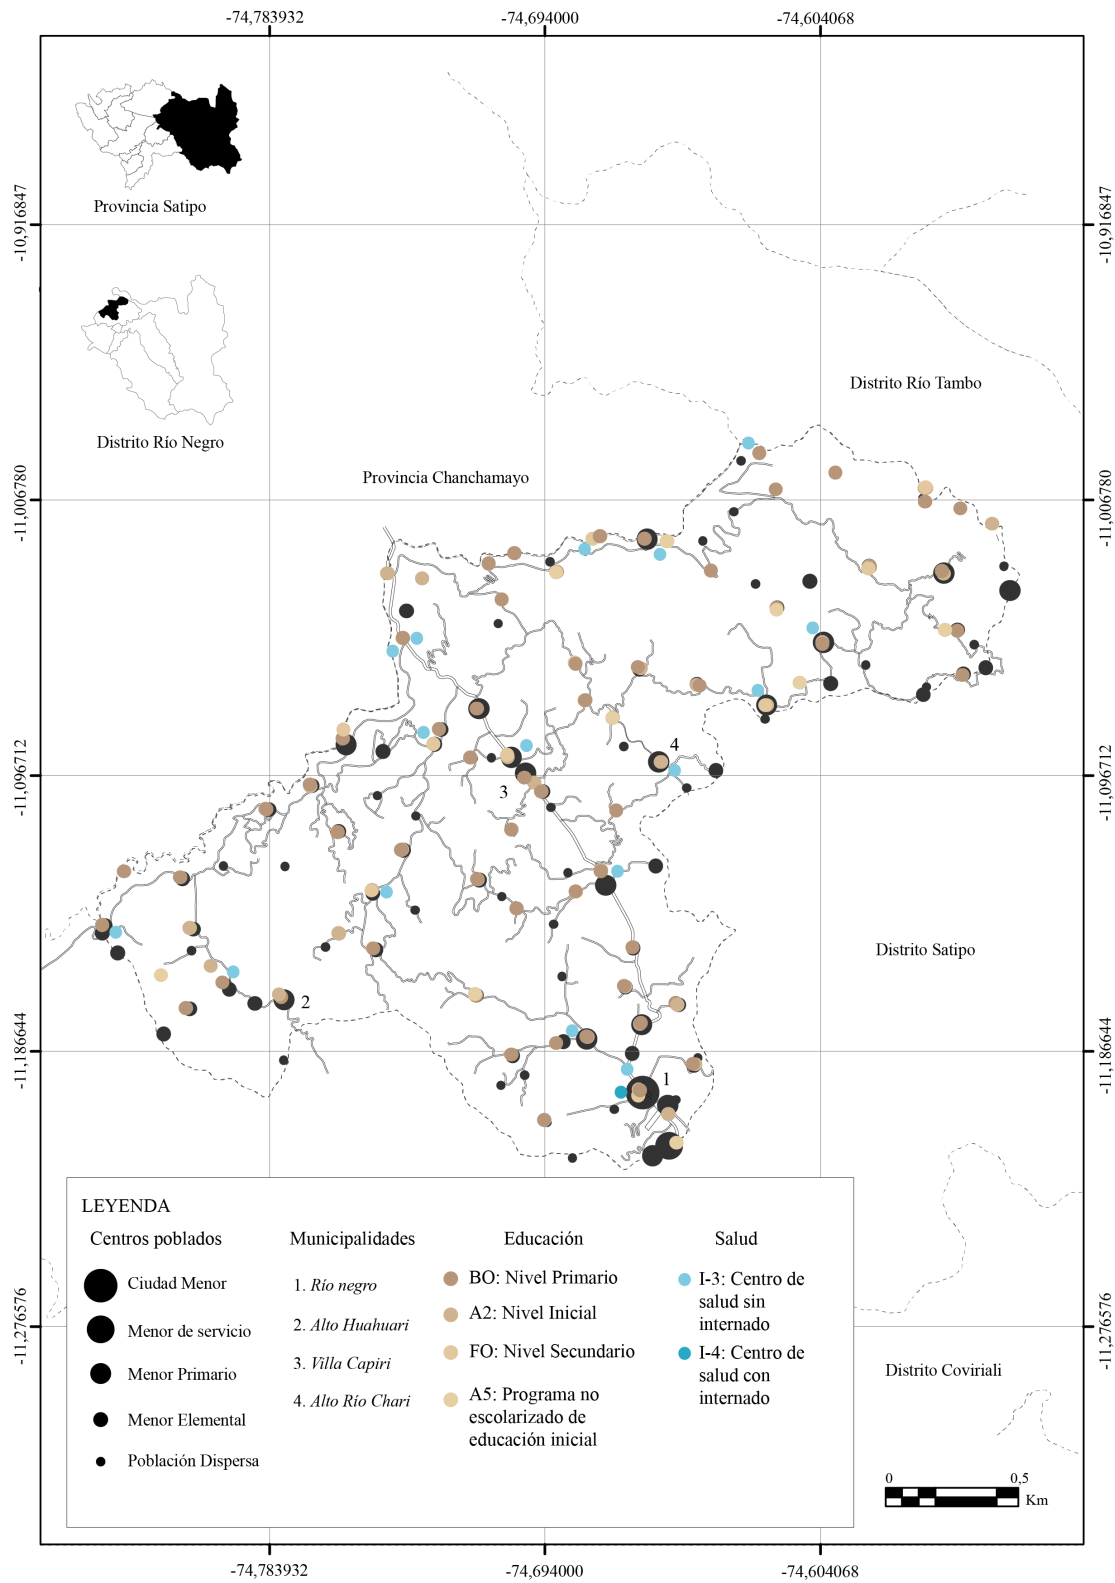 -74,783932
-74,694000
-74,604068
-10,916847
-10,916847
Provincia Satipo
Distrito Río Negro
Distrito Río Tambo
Provincia Chanchamayo
-11,006780
-11,006780
4
3
-11,096712
-11,096712
Distrito Satipo
2
-11,186644
-11,186644
1
LEYENDA
Centros poblados
Ciudad Menor
Menor de servicio
Menor Primario
Menor Elemental
Población Dispersa
Municipalidades
1. Río negro
2. Alto Huahuari
3. Villa Capiri
4. Alto Río Chari
Educación
BO: Nivel Primario
A2: Nivel Inicial
FO: Nivel Secundario
A5: Programa no
escolarizado de
educación inicial
Salud
I-3: Centro de
salud sin
internado
I-4: Centro de
salud con
internado
-11,276576
-11,276576
Distrito Coviriali
0 0,5
Km
-74,783932
-74,694000
-74,604068